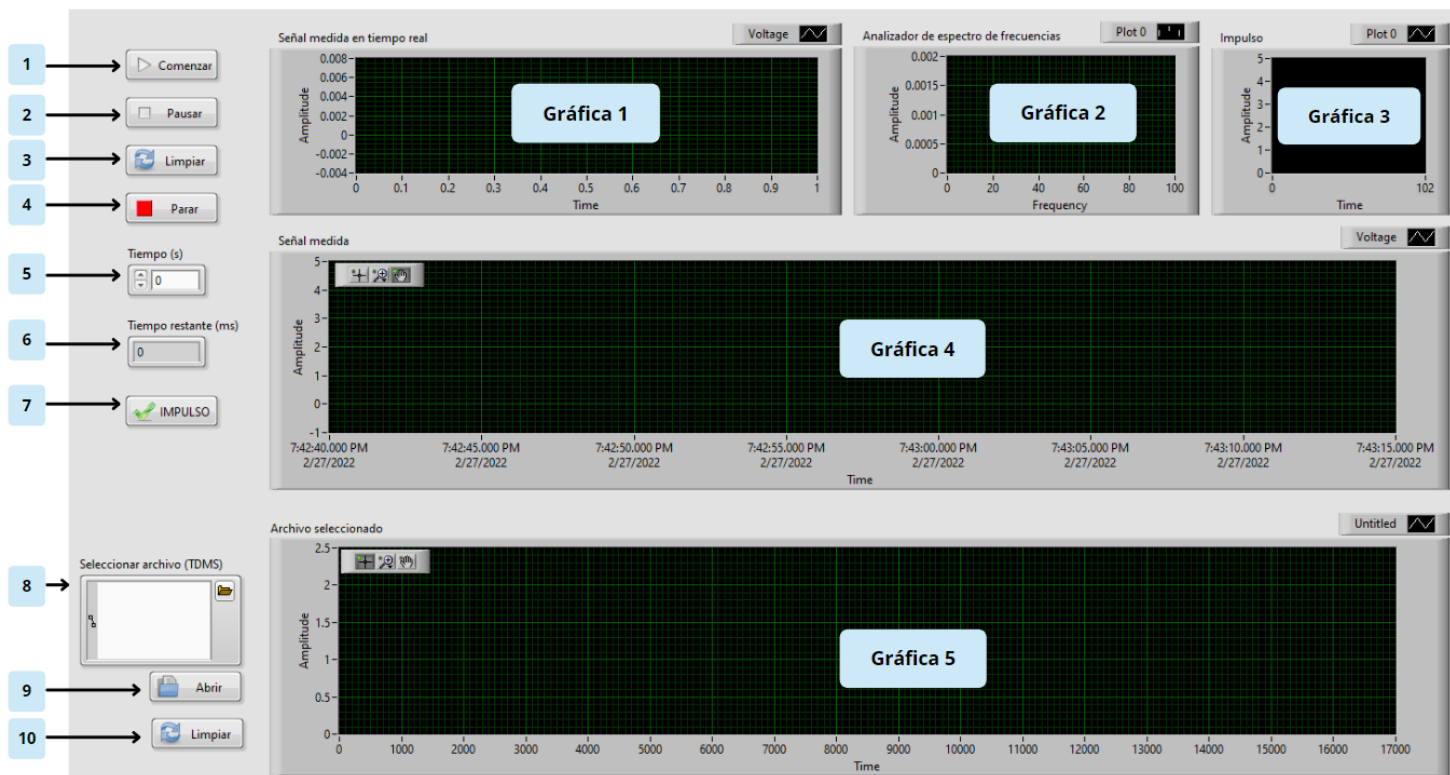 1
Comenzar
2
Pausar
3
Limpiar
4
Parar
5
Tiempo (s)
0
6
Tiempo restante (ms)
0
7
IMPULSO
Señal medida en tiempo real
Voltage
Amplitude
0.008
0.006
0.004
0.002
0
-0.002
-0.004
Gráfica 1
0 0.1 0.2 0.3 0.4 0.5 0.6 0.7 0.8 0.9 1
Time
Analizador de espectro de frecuencias
Plot 0
Amplitude
0.002
0.0015
0.001
0.0005
0
Gráfica 2
0 20 40 60 80 100
Frequency
Impulso
Plot 0
Amplitude
5
4
3
2
1
0
Gráfica 3
0 102
Time
Señal medida
Voltage
Amplitude
5
4
3
2
1
0
-1
Gráfica 4
7:42:40.000 PM 7:42:45.000 PM 7:42:50.000 PM 7:42:55.000 PM 7:43:00.000 PM 7:43:05.000 PM 7:43:10.000 PM 7:43:15.000 PM
2/27/2022 2/27/2022 2/27/2022 2/27/2022 2/27/2022 2/27/2022 2/27/2022 2/27/2022
Time
8
Seleccionar archivo (TDMS)
9
Abrir
10
Limpiar
Archivo seleccionado
Untitled
Amplitude
2.5
2
1.5
1
0.5
0
Gráfica 5
0 1000 2000 3000 4000 5000 6000 7000 8000 9000 10000 11000 12000 13000 14000 15000 16000 17000
Time